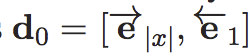 d₀ = [e⃗_{|x|}, e⃖₁]